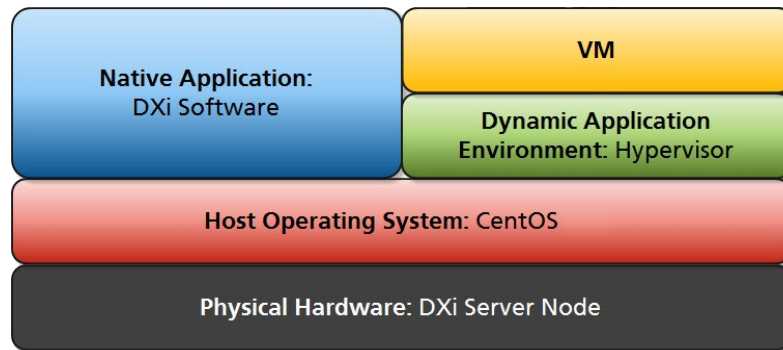 Native Application:
DXi Software
VM
Dynamic Application
Environment: Hypervisor
Host Operating System: CentOS
Physical Hardware: DXi Server Node